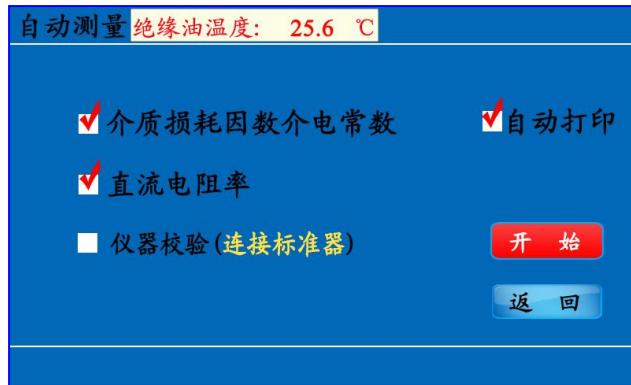 自动测量 绝缘油温度: 25.6 ℃
介质损耗因数介电常数 自动打印
直流电阻率
仪器校验(连接标准器)
开 始
返 回